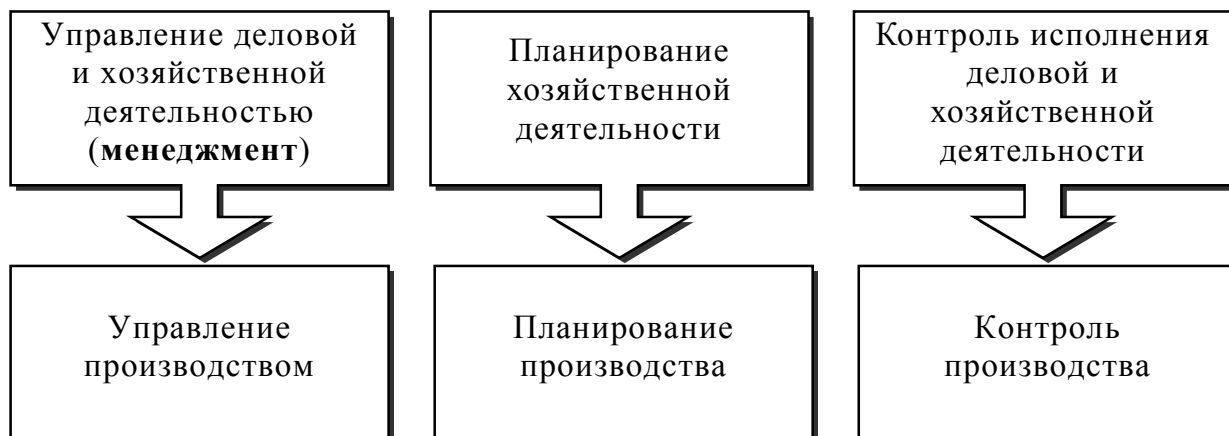 Управление деловой
и хозяйственной
деятельностью
(менеджмент)
Планирование
хозяйственной
деятельности
Контроль исполнения
деловой и
хозяйственной
деятельности
Управление
производством
Планирование
производства
Контроль
производства